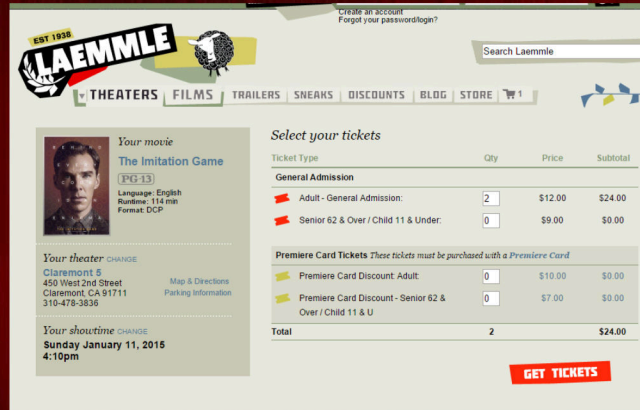 Create an account
Forgot your password/login?
EST 1938
LAEMMLE
Search Laemmle
THEATERS FILMS TRAILERS SNEAKS DISCOUNTS BLOG STORE 1
Your movie
The Imitation Game
PG-13
Language: English
Runtime: 114 min
Format: DCP
Your theater CHANGE
Claremont 5
450 West 2nd Street
Claremont, CA 91711
310-478-3836
Map & Directions
Parking Information
Your showtime CHANGE
Sunday January 11, 2015
4:10pm
Select your tickets
Ticket Type Qty Price Subtotal
General Admission
Adult - General Admission: 2 $12.00 $24.00
Senior 62 & Over / Child 11 & Under: 0 $9.00 $0.00
Premiere Card Tickets These tickets must be purchased with a Premiere Card
Premiere Card Discount: Adult: 0 $10.00 $0.00
Premiere Card Discount - Senior 62 & 0 $7.00 $0.00
Over / Child 11 & U
Total 2 $24.00
GET TICKETS